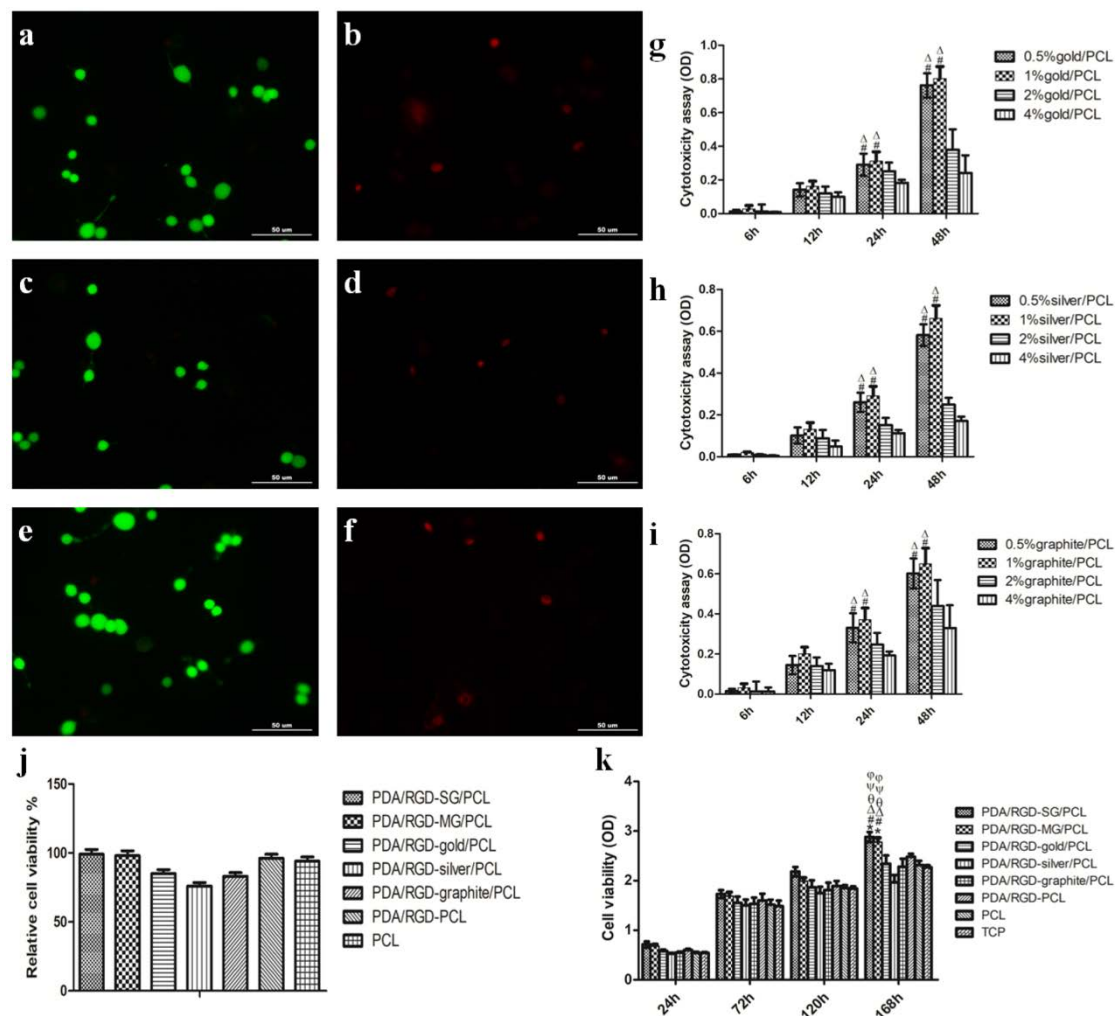 a
50 um
b
50 um
g
Cytotoxicity assay (OD)
1.0
0.8
0.6
0.4
0.2
0.0
Δ
#
Δ
#
Δ
#
Δ
#
6h
12h
24h
48h
0.5%gold/PCL
1%gold/PCL
2%gold/PCL
4%gold/PCL
c
50 um
d
50 um
h
Cytotoxicity assay (OD)
0.8
0.6
0.4
0.2
0.0
Δ
#
Δ
#
Δ
#
Δ
#
6h
12h
24h
48h
0.5%silver/PCL
1%silver/PCL
2%silver/PCL
4%silver/PCL
e
50 um
f
50 um
i
Cytotoxicity assay (OD)
0.8
0.6
0.4
0.2
0.0
Δ
#
Δ
#
Δ
#
Δ
#
6h
12h
24h
48h
0.5%graphite/PCL
1%graphite/PCL
2%graphite/PCL
4%graphite/PCL
j
Relative cell viability %
150
100
50
0
PDA/RGD-SG/PCL
PDA/RGD-MG/PCL
PDA/RGD-gold/PCL
PDA/RGD-silver/PCL
PDA/RGD-graphite/PCL
PDA/RGD-PCL
PCL
k
Cell viability (OD)
4
3
2
1
0
φ
ψ
θ
Δ
#
*
φ
ψ
θ
Δ
#
*
24h
72h
120h
168h
PDA/RGD-SG/PCL
PDA/RGD-MG/PCL
PDA/RGD-gold/PCL
PDA/RGD-silver/PCL
PDA/RGD-graphite/PCL
PDA/RGD-PCL
PCL
TCP